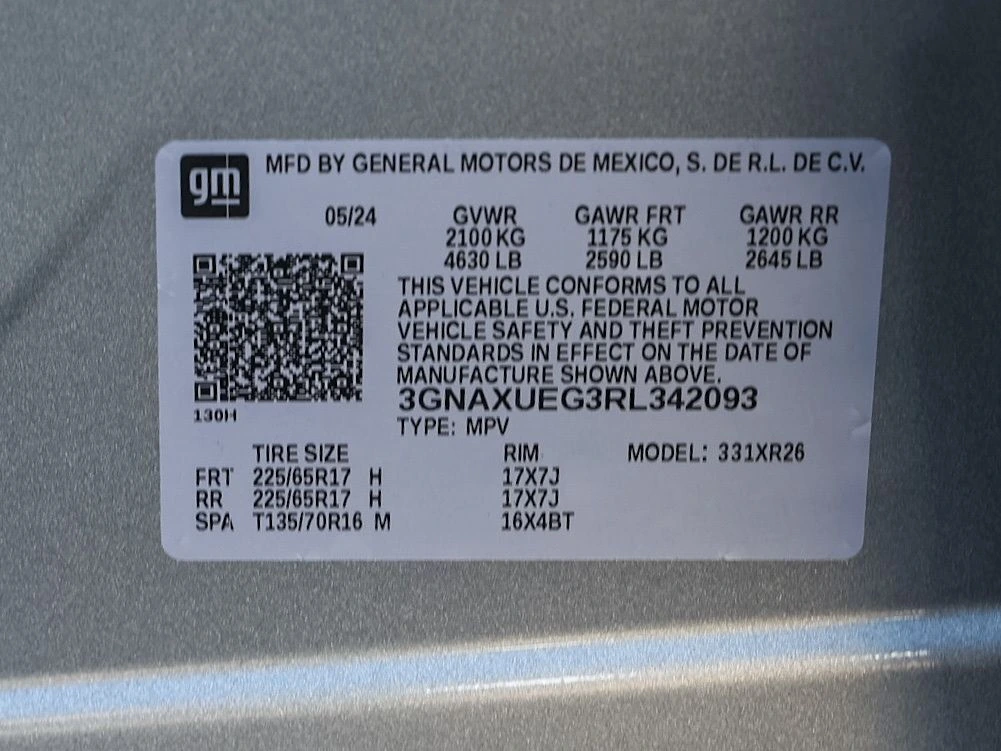 gm MFD BY GENERAL MOTORS DE MEXICO, S. DE R.L. DE C.V.
05/24 GVWR GAWR FRT GAWR RR
2100 KG 1175 KG 1200 KG
4630 LB 2590 LB 2645 LB
THIS VEHICLE CONFORMS TO ALL
APPLICABLE U.S. FEDERAL MOTOR
VEHICLE SAFETY AND THEFT PREVENTION
STANDARDS IN EFFECT ON THE DATE OF
MANUFACTURE SHOWN ABOVE.
3GNAXUEG3RL342093
130H
TYPE: MPV
TIRE SIZE RIM MODEL: 331XR26
FRT 225/65R17 H 17X7J
RR 225/65R17 H 17X7J
SPA T135/70R16 M 16X4BT